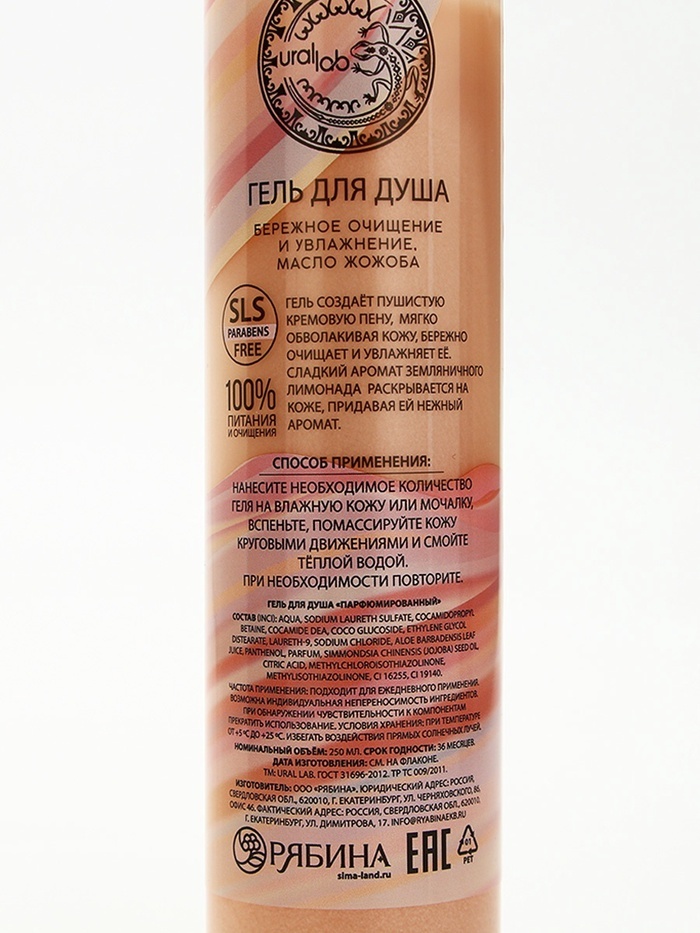 ural lab
ГЕЛЬ ДЛЯ ДУША
БЕРЕЖНОЕ ОЧИЩЕНИЕ
И УВЛАЖНЕНИЕ,
МАСЛО ЖОЖОБА
SLS
PARABENS
FREE
100%
ПИТАНИЯ
И ОЧИЩЕНИЯ
ГЕЛЬ СОЗДАЁТ ПУШИСТУЮ
КРЕМОВУЮ ПЕНУ, МЯГКО
ОБВОЛАКИВАЯ КОЖУ, БЕРЕЖНО
ОЧИЩАЕТ И УВЛАЖНЯЕТ ЕЁ.
СЛАДКИЙ АРОМАТ ЗЕМЛЯНИЧНОГО
ЛИМОНАДА РАСКРЫВАЕТСЯ НА
КОЖЕ, ПРИДАВАЯ ЕЙ НЕЖНЫЙ
АРОМАТ.
СПОСОБ ПРИМЕНЕНИЯ:
НАНЕСИТЕ НЕОБХОДИМОЕ КОЛИЧЕСТВО
ГЕЛЯ НА ВЛАЖНУЮ КОЖУ ИЛИ МОЧАЛКУ,
ВСПЕНЬТЕ, ПОМАССИРУЙТЕ КОЖУ
КРУГОВЫМИ ДВИЖЕНИЯМИ И СМОЙТЕ
ТЁПЛОЙ ВОДОЙ.
ПРИ НЕОБХОДИМОСТИ ПОВТОРИТЕ.
ГЕЛЬ ДЛЯ ДУША «ПАРФЮМИРОВАННЫЙ»
СОСТАВ (INCI): AQUA, SODIUM LAURETH SULFATE, COCAMIDOPROPYL
BETAINE, COCAMIDE DEA, COCO GLUCOSIDE, ETHYLENE GLYCOL
DISTEARATE, LAURETH-9, SODIUM CHLORIDE, ALOE BARBADENSIS LEAF
JUICE, PANTHENOL, PARFUM, SIMMONDSIA CHINENSIS (JOJOBA) SEED OIL,
CITRIC ACID, METHYLCHLOROISOTHIAZOLINONE,
METHYLISOTHIAZOLINONE, CI 16255, CI 19140.
ЧАСТОТА ПРИМЕНЕНИЯ: ПОДХОДИТ ДЛЯ ЕЖЕДНЕВНОГО ПРИМЕНЕНИЯ.
ВОЗМОЖНА ИНДИВИДУАЛЬНАЯ НЕПЕРЕНОСИМОСТЬ ИНГРЕДИЕНТОВ.
ПРИ ОБНАРУЖЕНИИ ЧУВСТВИТЕЛЬНОСТИ К КОМПОНЕНТАМ
ПРЕКРАТИТЬ ИСПОЛЬЗОВАНИЕ. УСЛОВИЯ ХРАНЕНИЯ: ПРИ ТЕМПЕРАТУРЕ
ОТ +5 ºС ДО +25 ºС. ИЗБЕГАТЬ ВОЗДЕЙСТВИЯ ПРЯМЫХ СОЛНЕЧНЫХ ЛУЧЕЙ.
НОМИНАЛЬНЫЙ ОБЪЁМ: 250 МЛ. СРОК ГОДНОСТИ: 36 МЕСЯЦЕВ.
ДАТА ИЗГОТОВЛЕНИЯ: СМ. НА ФЛАКОНЕ.
ТМ: URAL LAB. ГОСТ 31696-2012. ТР ТС 009/2011.
ИЗГОТОВИТЕЛЬ: ООО «РЯБИНА», ЮРИДИЧЕСКИЙ АДРЕС: РОССИЯ,
СВЕРДЛОВСКАЯ ОБЛ., 620010, Г. ЕКАТЕРИНБУРГ, УЛ. ЧЕРНЯХОВСКОГО, 86,
ОФИС 46. ФАКТИЧЕСКИЙ АДРЕС: РОССИЯ, СВЕРДЛОВСКАЯ ОБЛ., 620010,
Г. ЕКАТЕРИНБУРГ, УЛ. ДИМИТРОВА, 17. INFO@RYABINAEKB.RU
РЯБИНА
sima-land.ru
EAC
01
PET